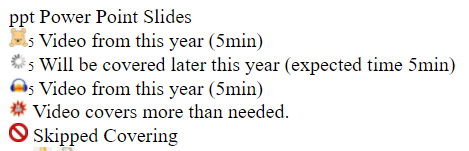 ppt Power Point Slides
5 Video from this year (5min)
5 Will be covered later this year (expected time 5min)
5 Video from this year (5min)
Video covers more than needed.
Skipped Covering